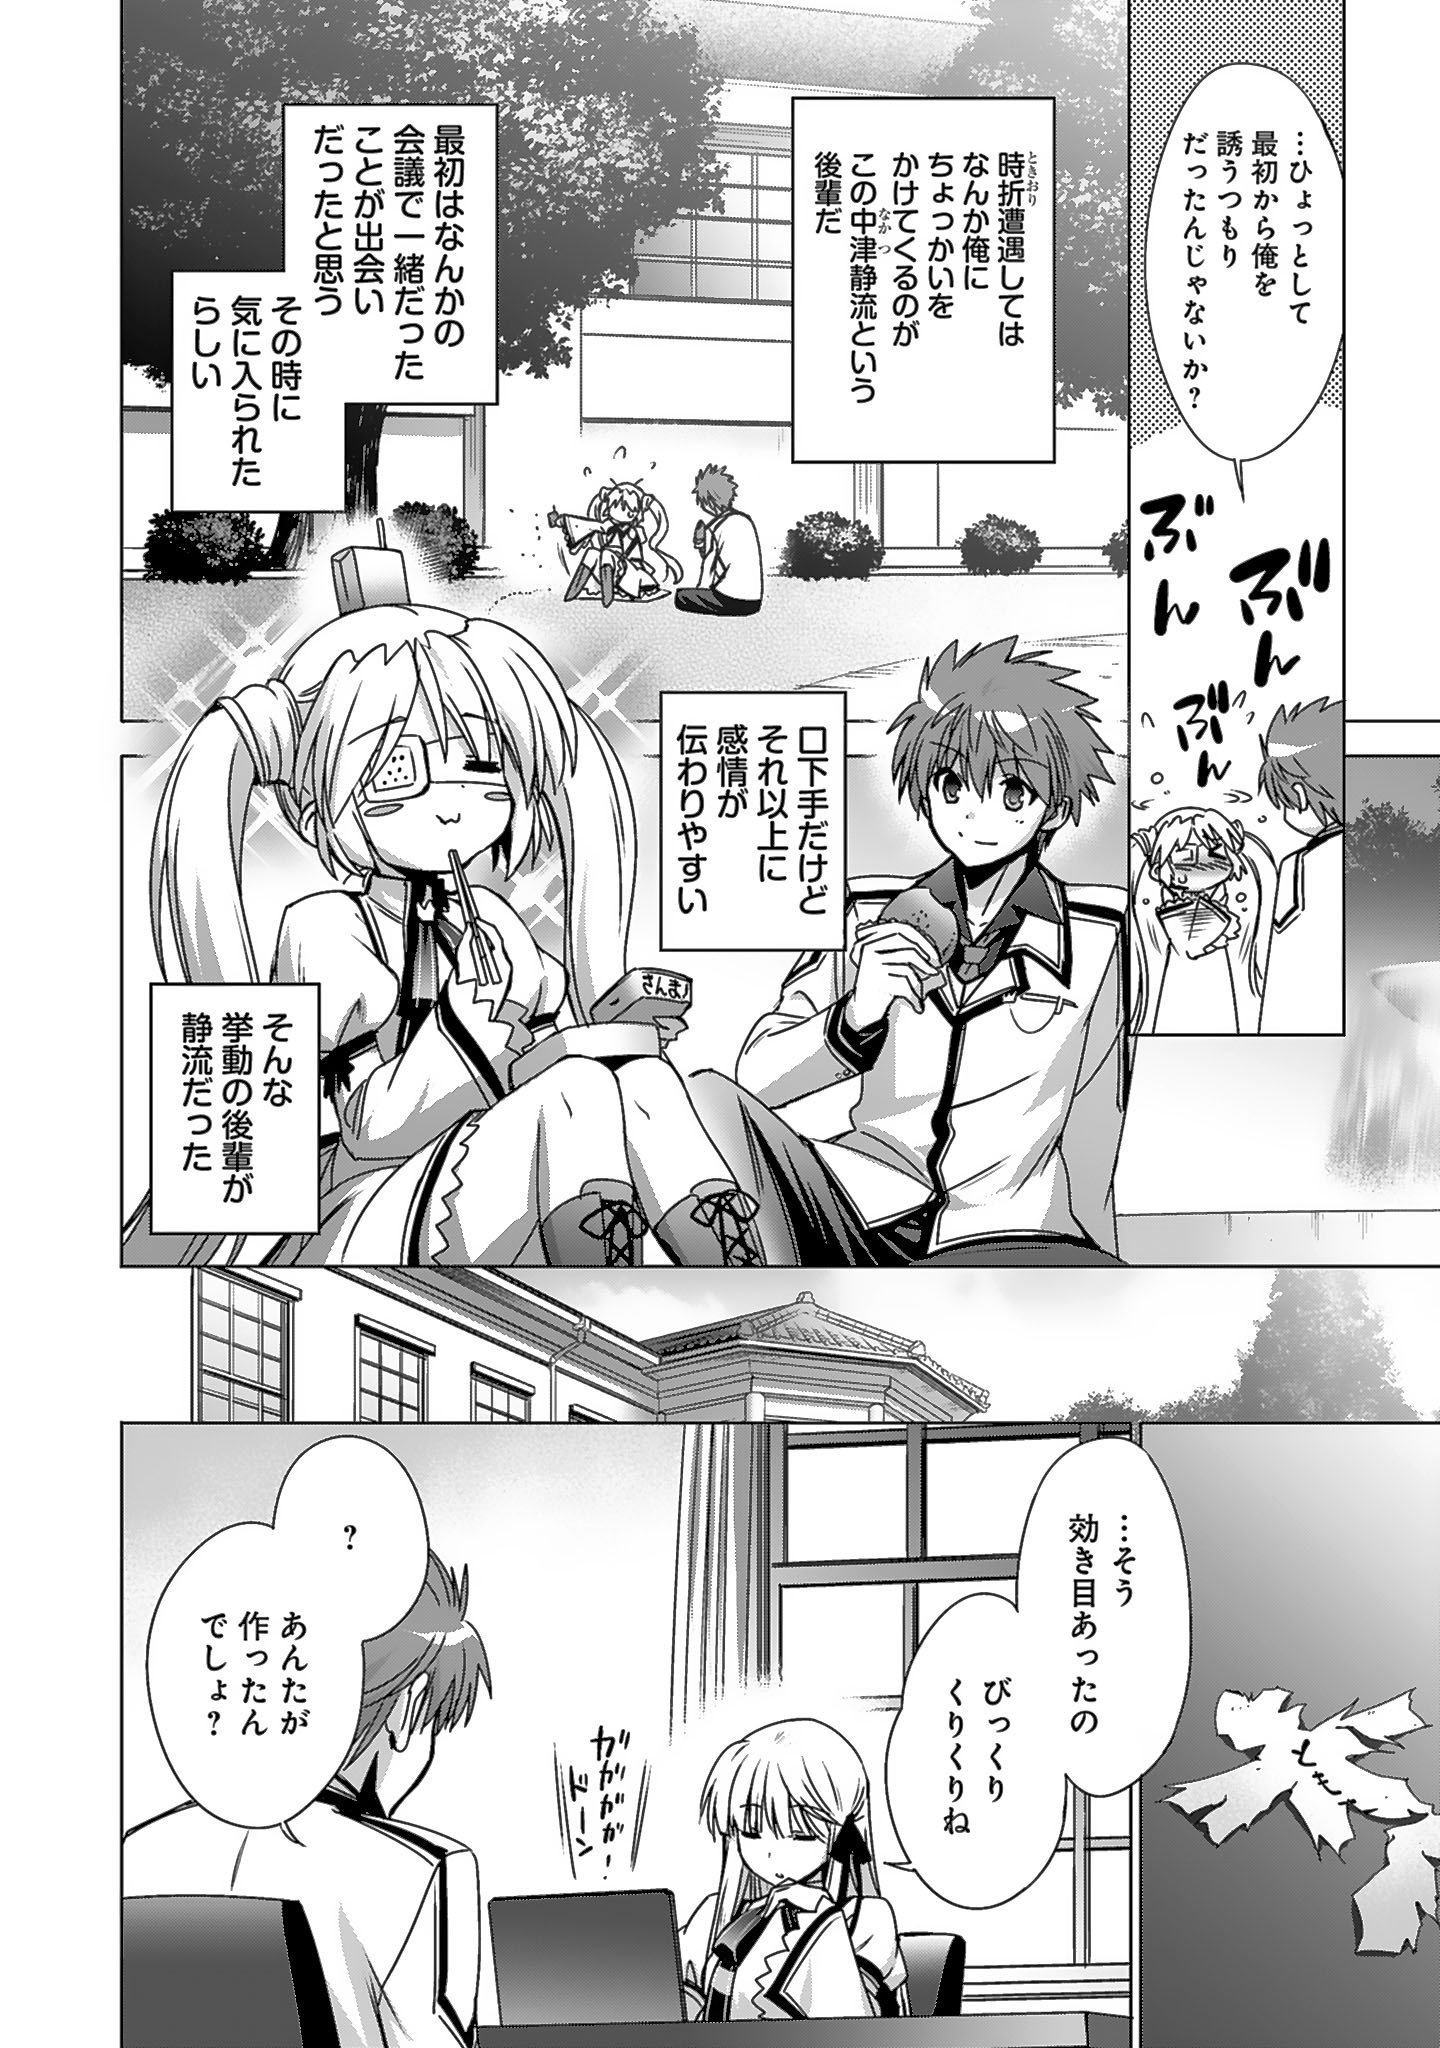 …ひょっとして
最初から俺を
誘うつもり
だったんじゃないか？
ぶんぶん
ぶん
時折遭遇しては
ときおり
なんか俺に
ちょっかいを
かけてくるのが
この中津静流という
なかつ
後輩だ
最初はなんかの
会議で一緒だった
ことが出会い
だったと思う
その時に
気に入られた
らしい
口下手だけど
それ以上に
感情が
伝わりやすい
さんま
そんな
挙動の後輩が
静流だった
…そう
効き目あったの
びっくり
くりくりね
ガガガガガ！
ドーン
？
あんたが
作ったん
でしょ？